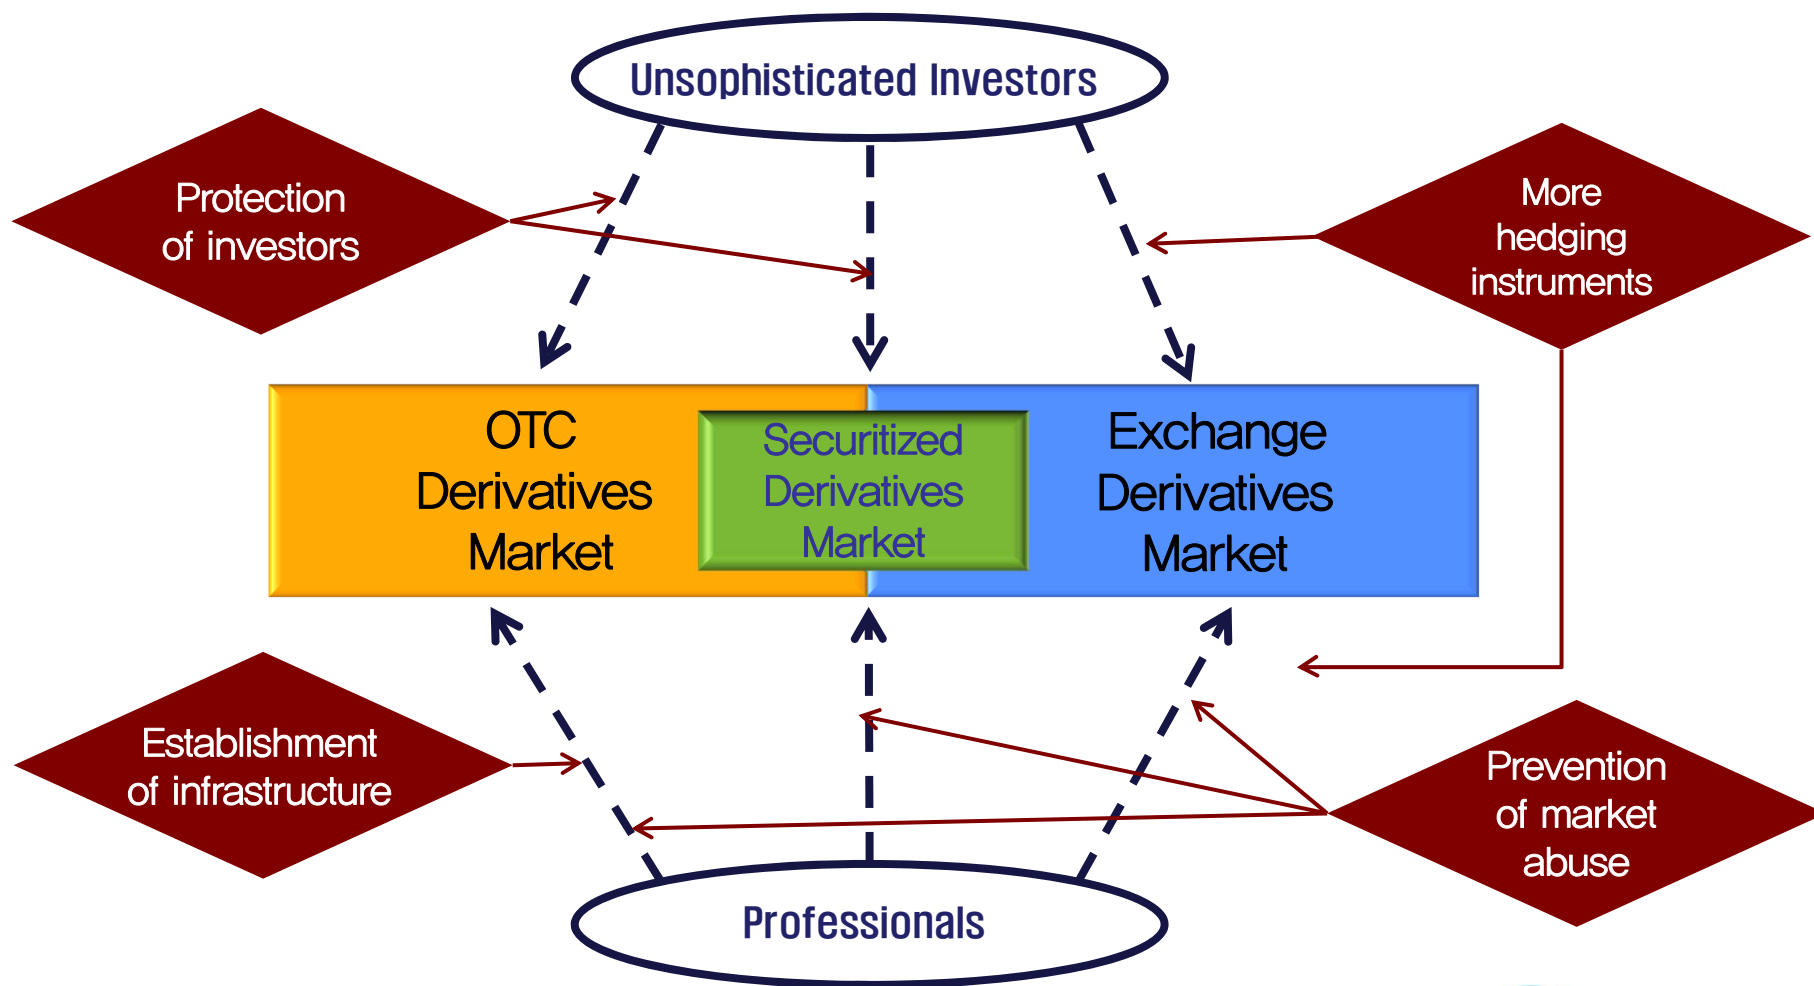 Unsophisticated Investors
Protection
of investors
More
hedging
instruments
OTC
Derivatives
Market
Securitized
Derivatives
Market
Exchange
Derivatives
Market
Establishment
of infrastructure
Prevention
of market
abuse
Professionals